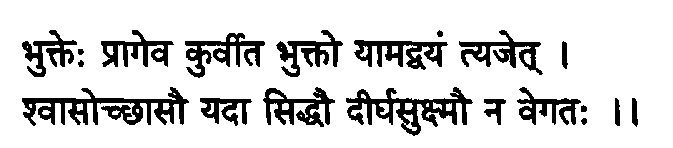 भुक्तेः प्रागेव कुर्वीत भुक्तो यामद्वयं त्यजेत् ।
श्वासोच्छासौ यदा सिद्धौ दीर्घसुक्ष्मौ न वेगतः ।।